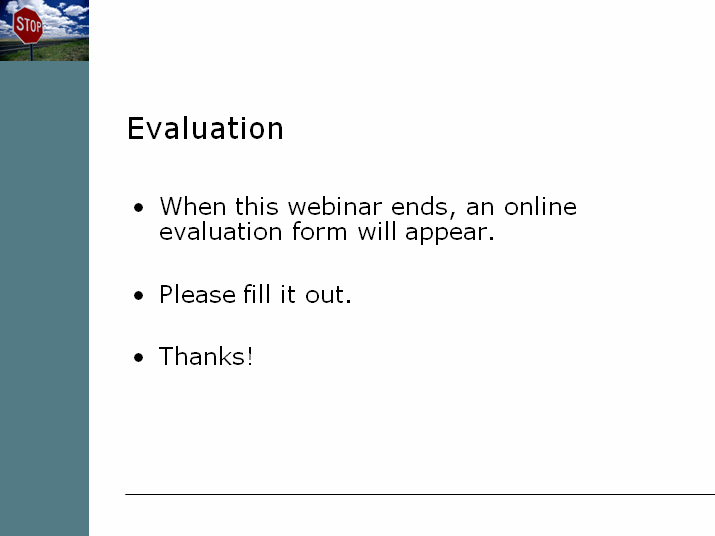 STOP
Evaluation
• When this webinar ends, an online
evaluation form will appear.
• Please fill it out.
• Thanks!